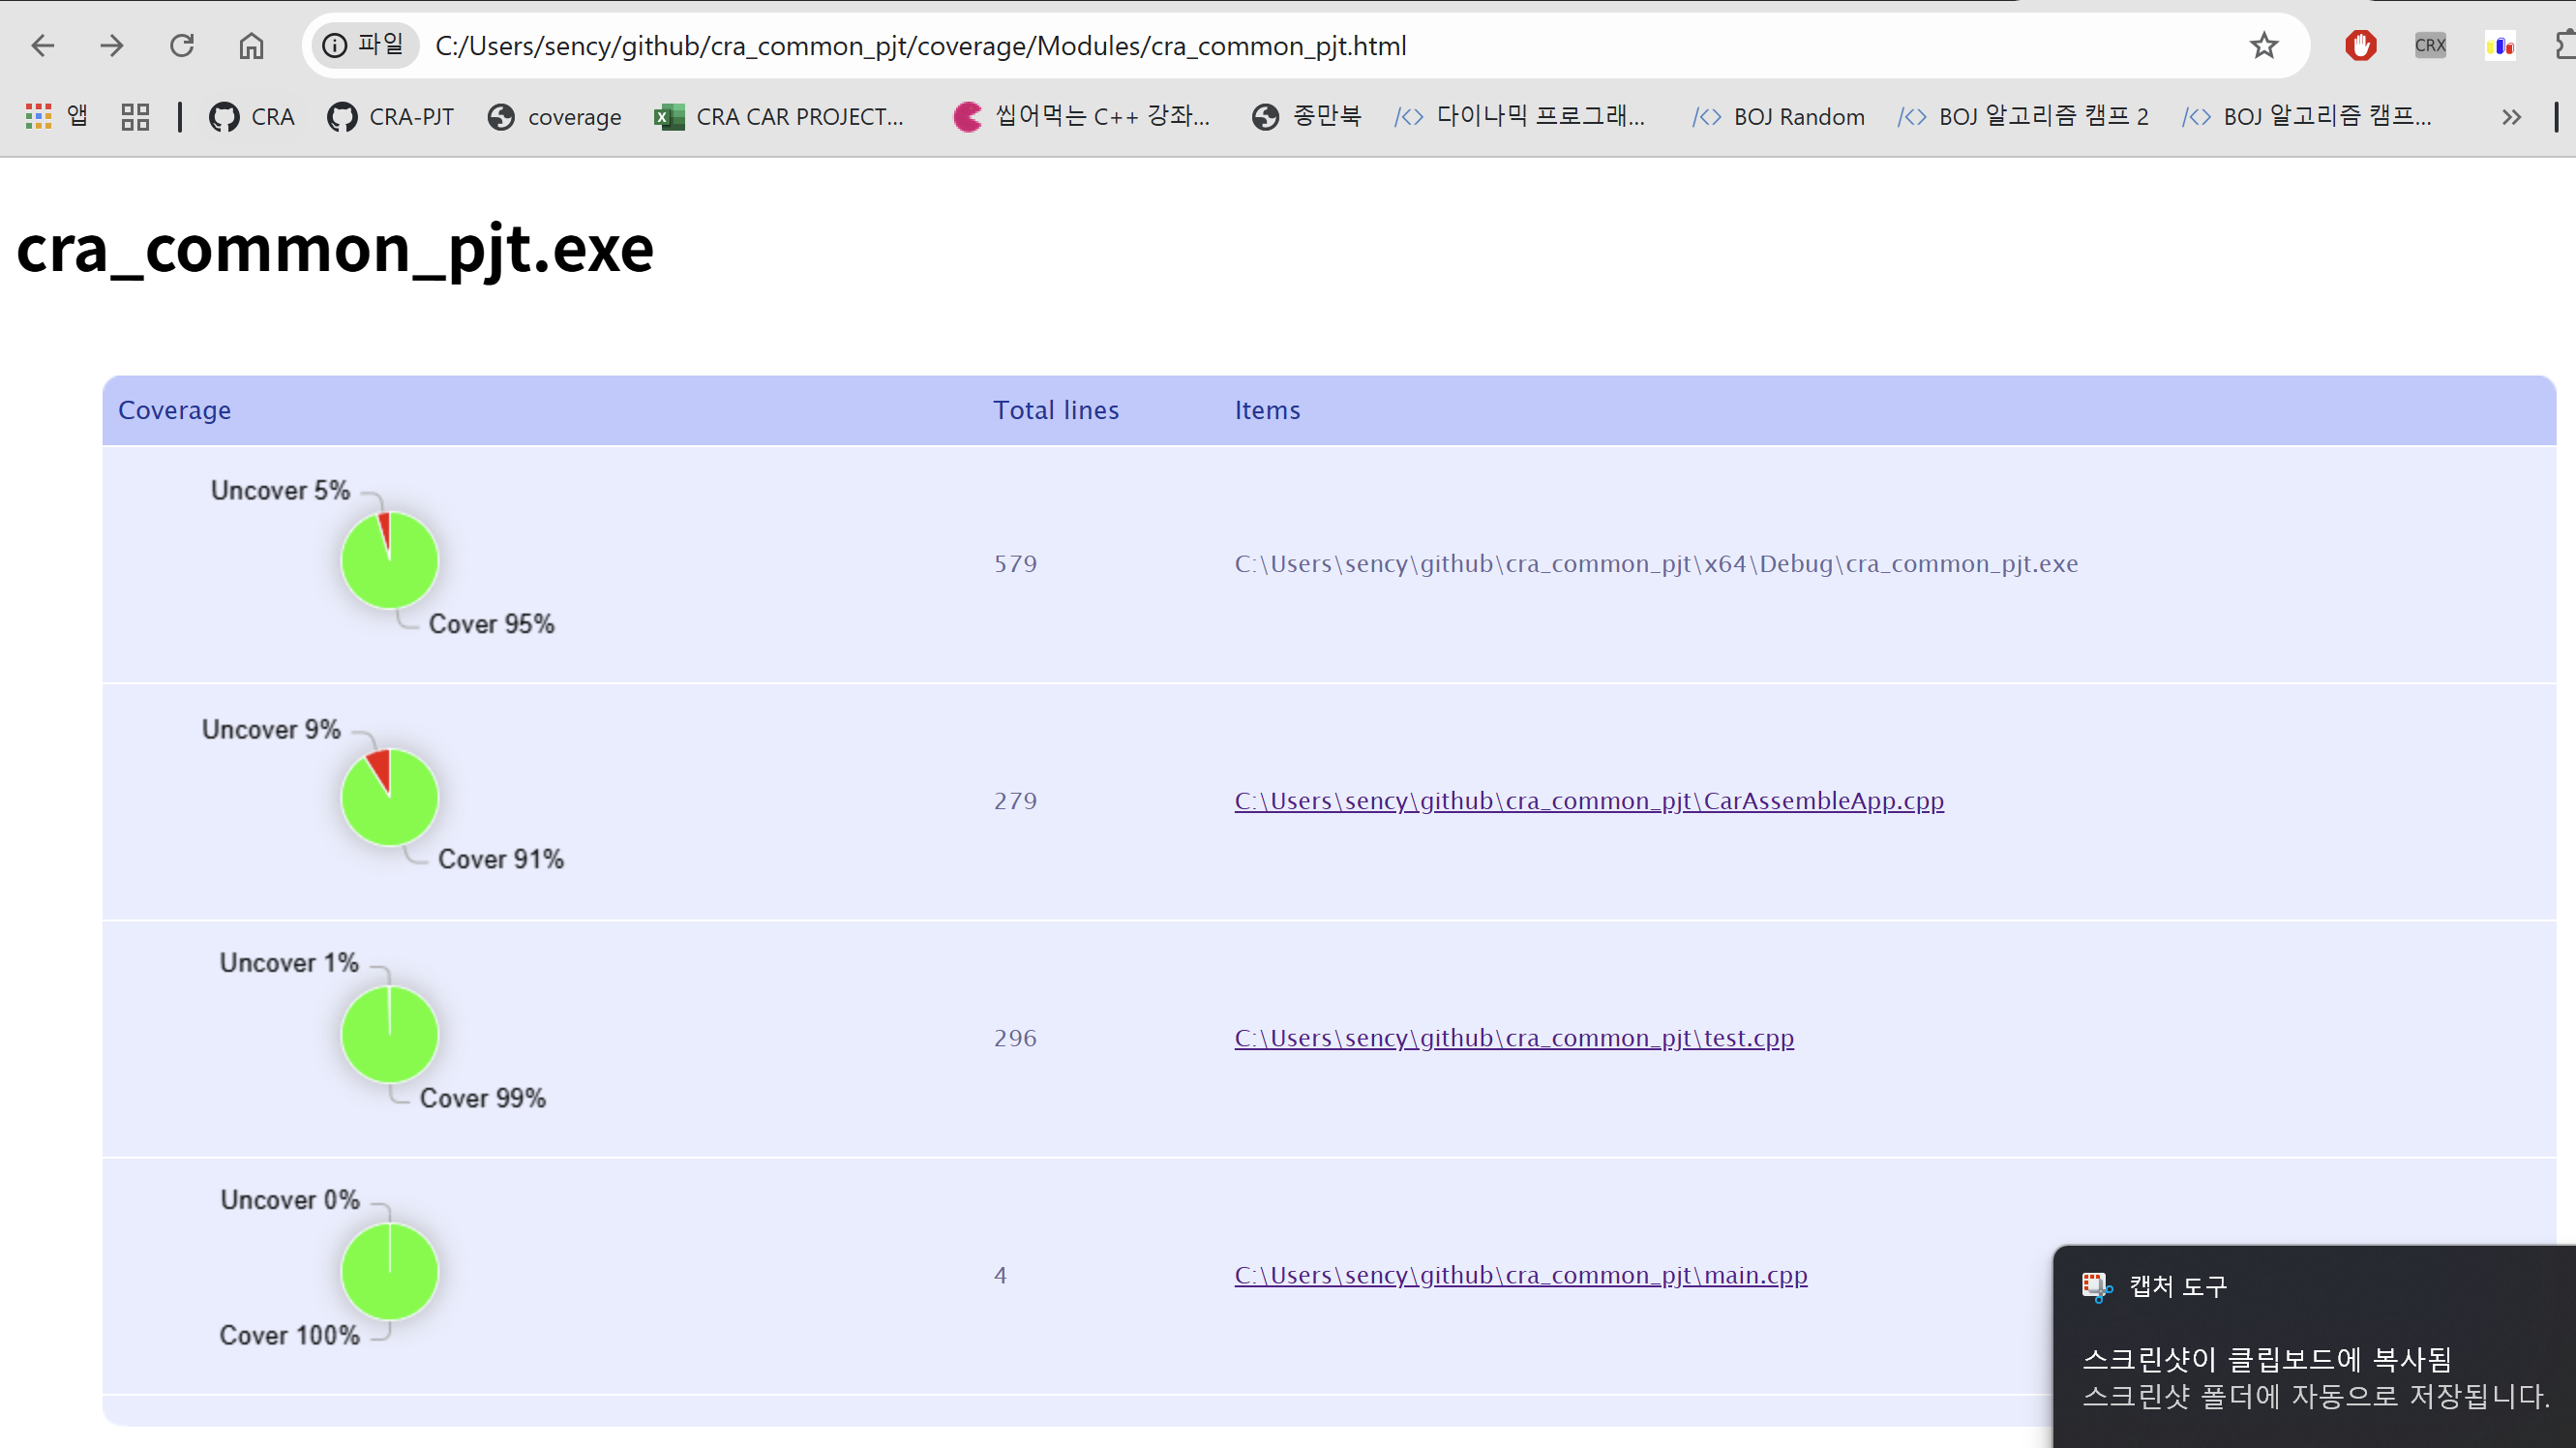 파일 C:/Users/sency/github/cra_common_pjt/coverage/Modules/cra_common_pjt.html CRX
앱 CRA CRA-PJT coverage CRA CAR PROJECT... 씹어먹는 C++ 강좌... 종만북 다이나믹 프로그래... BOJ Random BOJ 알고리즘 캠프 2 BOJ 알고리즘 캠프...
cra_common_pjt.exe
Coverage Total lines Items
Uncover 5%
579 C:\Users\sency\github\cra_common_pjt\x64\Debug\cra_common_pjt.exe
Cover 95%
Uncover 9%
279 C:\Users\sency\github\cra_common_pjt\CarAssembleApp.cpp
Cover 91%
Uncover 1%
296 C:\Users\sency\github\cra_common_pjt\test.cpp
Cover 99%
Uncover 0%
4 C:\Users\sency\github\cra_common_pjt\main.cpp
Cover 100%
캡처 도구
스크린샷이 클립보드에 복사됨
스크린샷 폴더에 자동으로 저장됩니다.